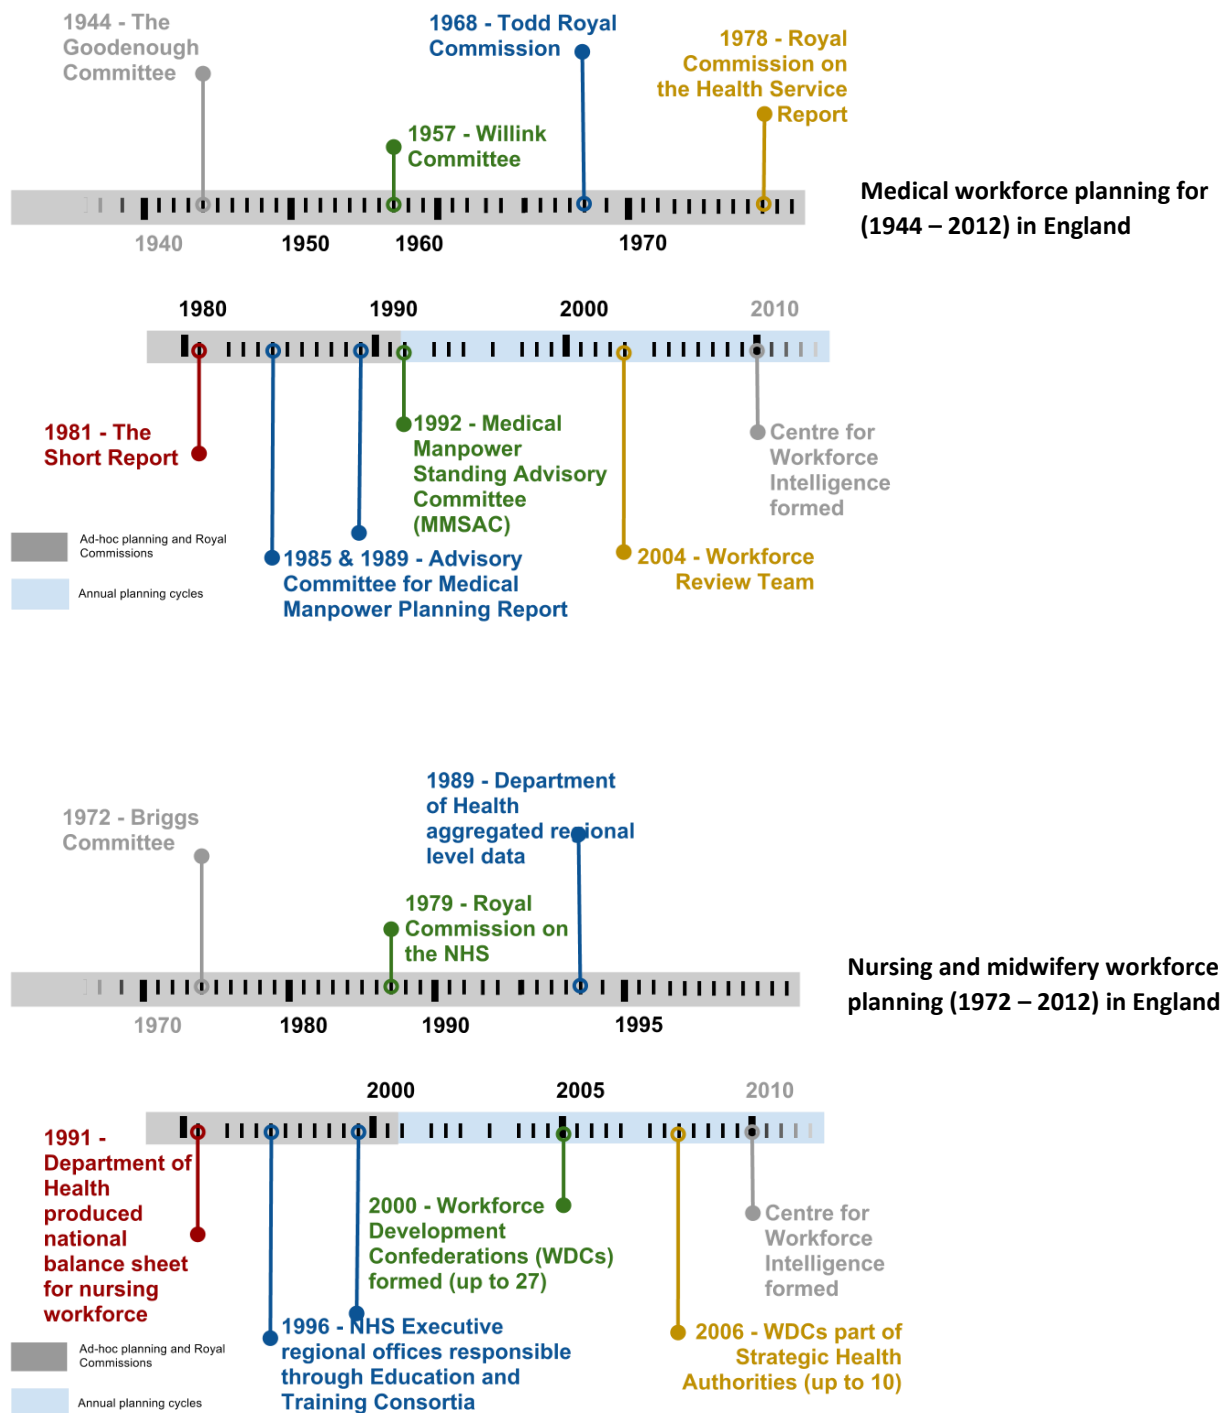 1944 - The
Goodenough
Committee
1968 - Todd Royal
Commission
1978 - Royal
Commission on
the Health Service
Report
1957 - Willink
Committee
1940
1950
1960
1970
Medical workforce planning for
(1944 – 2012) in England
1980
1990
2000
2010
1981 - The
Short Report
1992 - Medical
Manpower
Standing Advisory
Committee
(MMSAC)
Centre for
Workforce
Intelligence
formed
Ad-hoc planning and Royal
Commissions
Annual planning cycles
1985 & 1989 - Advisory
Committee for Medical
Manpower Planning Report
2004 - Workforce
Review Team
1972 - Briggs
Committee
1989 - Department
of Health
aggregated regional
level data
1979 - Royal
Commission on
the NHS
1970
1980
1990
1995
Nursing and midwifery workforce
planning (1972 – 2012) in England
2000
2005
2010
1991 -
Department of
Health
produced
national
balance sheet
for nursing
workforce
2000 - Workforce
Development
Confederations (WDCs)
formed (up to 27)
Centre for
Workforce
Intelligence
formed
1996 - NHS Executive
regional offices responsible
through Education and
Training Consortia
2006 - WDCs part of
Strategic Health
Authorities (up to 10)
Ad-hoc planning and Royal
Commissions
Annual planning cycles